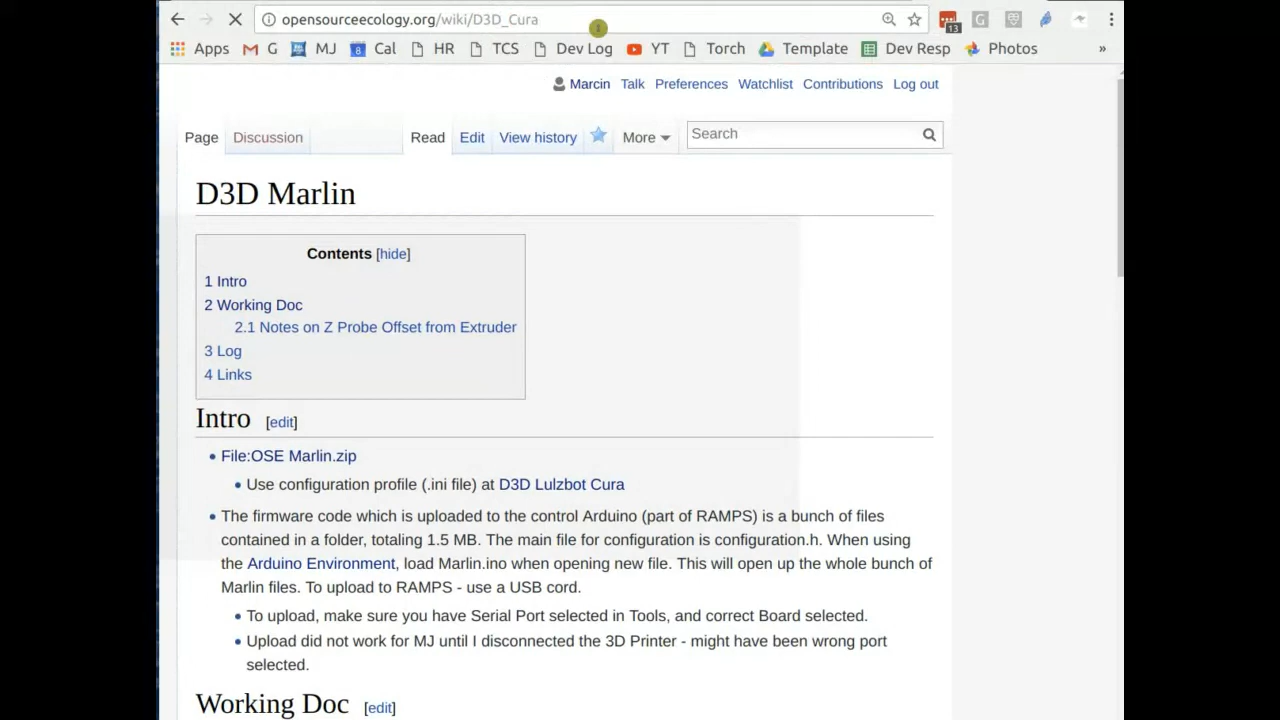 opensourceecology.org/wiki/D3D_Cura
13
G
Apps G MJ 8 Cal HR TCS Dev Log YT Torch Template Dev Resp Photos »
Marcin Talk Preferences Watchlist Contributions Log out
Page Discussion Read Edit View history More Search
D3D Marlin
Contents [hide]
1 Intro
2 Working Doc
2.1 Notes on Z Probe Offset from Extruder
3 Log
4 Links
Intro [edit]
• File:OSE Marlin.zip
• Use configuration profile (.ini file) at D3D Lulzbot Cura
• The firmware code which is uploaded to the control Arduino (part of RAMPS) is a bunch of files
contained in a folder, totaling 1.5 MB. The main file for configuration is configuration.h. When using
the Arduino Environment, load Marlin.ino when opening new file. This will open up the whole bunch of
Marlin files. To upload to RAMPS - use a USB cord.
• To upload, make sure you have Serial Port selected in Tools, and correct Board selected.
• Upload did not work for MJ until I disconnected the 3D Printer - might have been wrong port
selected.
Working Doc [edit]